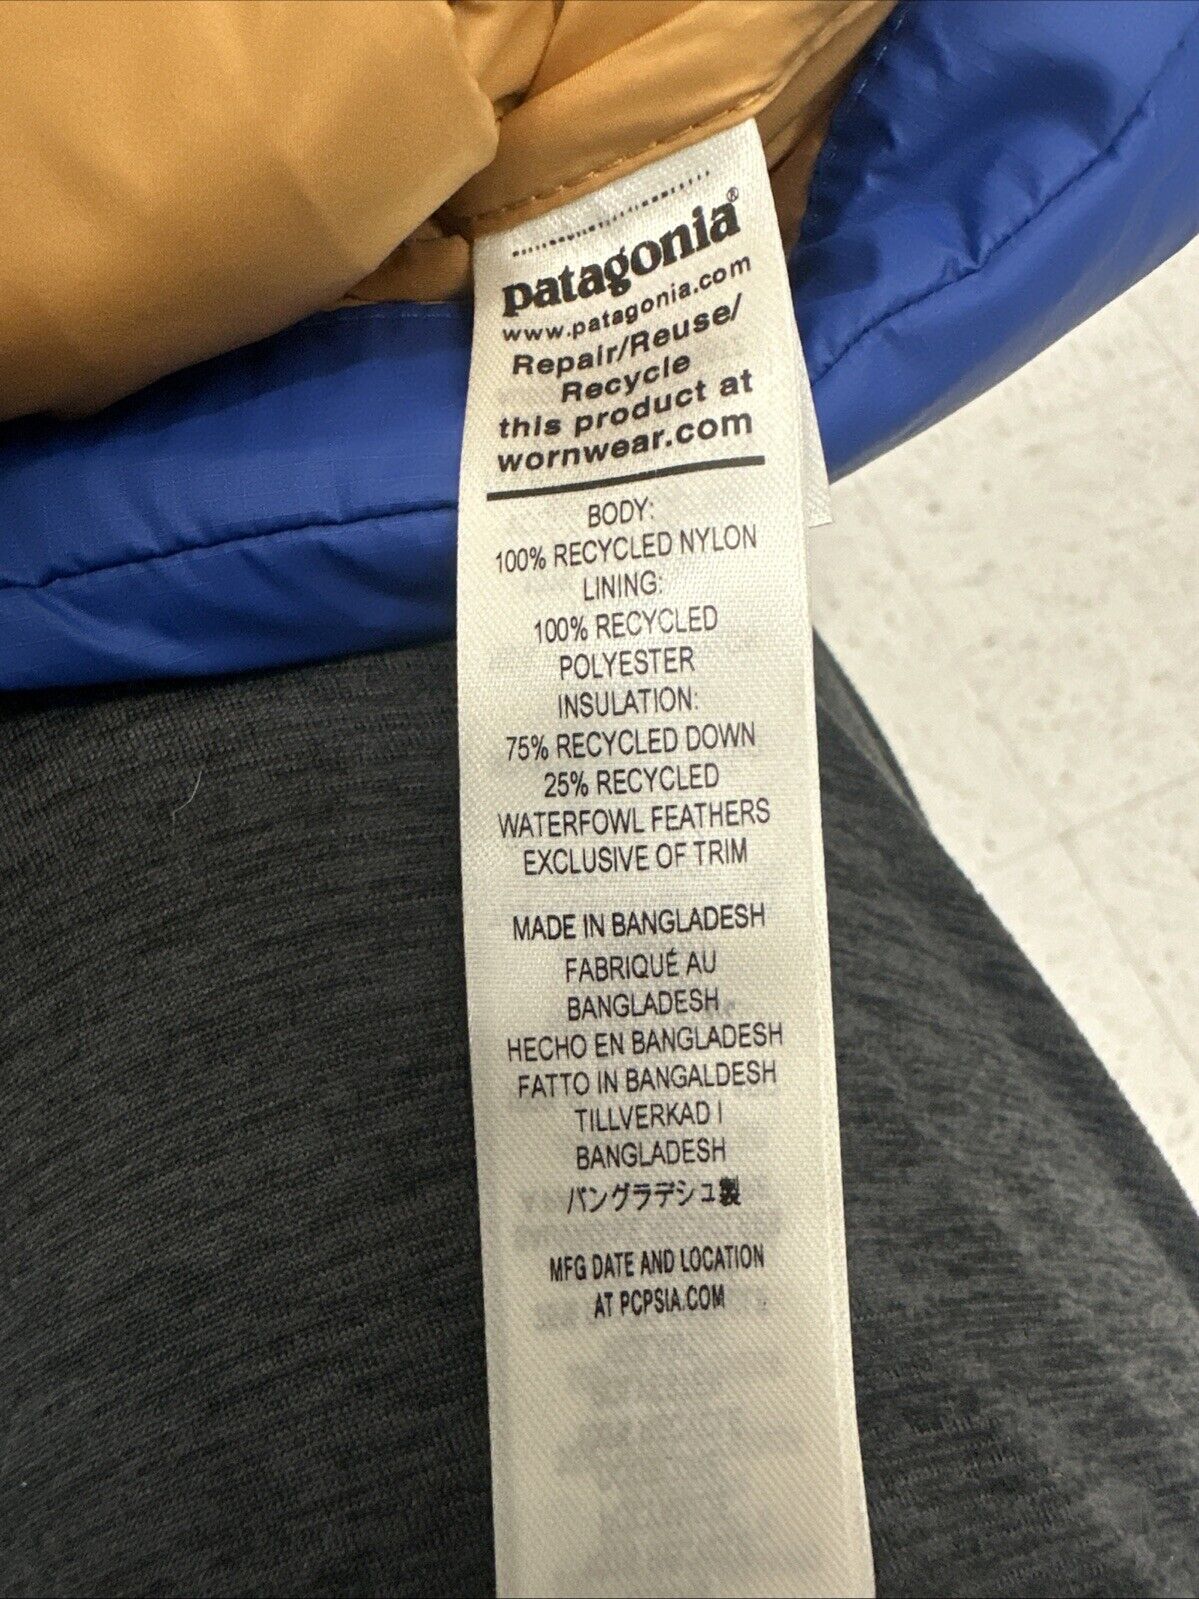 patagonia®
www.patagonia.com
Repair/Reuse/
Recycle
this product at
wornwear.com
BODY:
100% RECYCLED NYLON
LINING:
100% RECYCLED
POLYESTER
INSULATION:
75% RECYCLED DOWN
25% RECYCLED
WATERFOWL FEATHERS
EXCLUSIVE OF TRIM
MADE IN BANGLADESH
FABRIQUÉ AU
BANGLADESH
HECHO EN BANGLADESH
FATTO IN BANGALDESH
TILLVERKAD I
BANGLADESH
バングラデシュ製
MFG DATE AND LOCATION
AT PCPSIA.COM